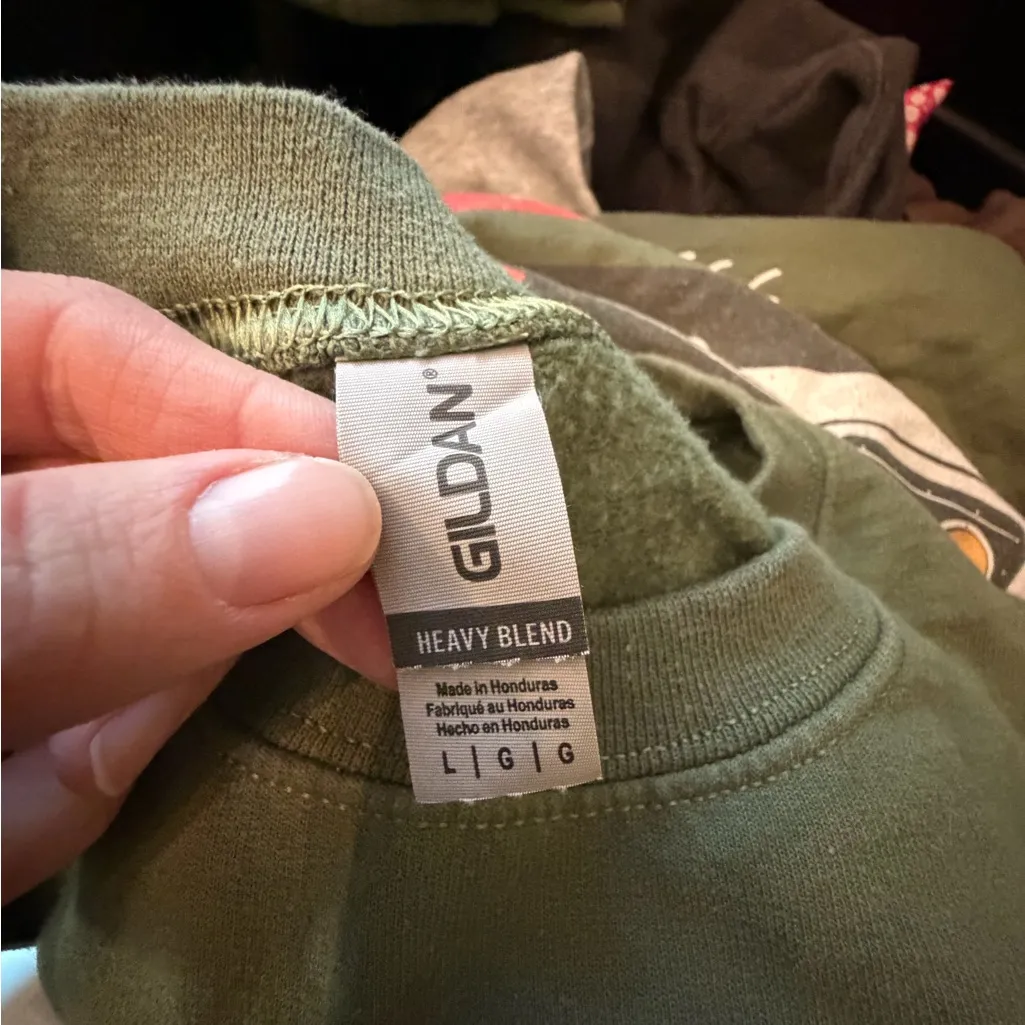 GILDAN®
HEAVY BLEND
Made in Honduras
Fabriqué au Honduras
Hecho en Honduras
L | G | G